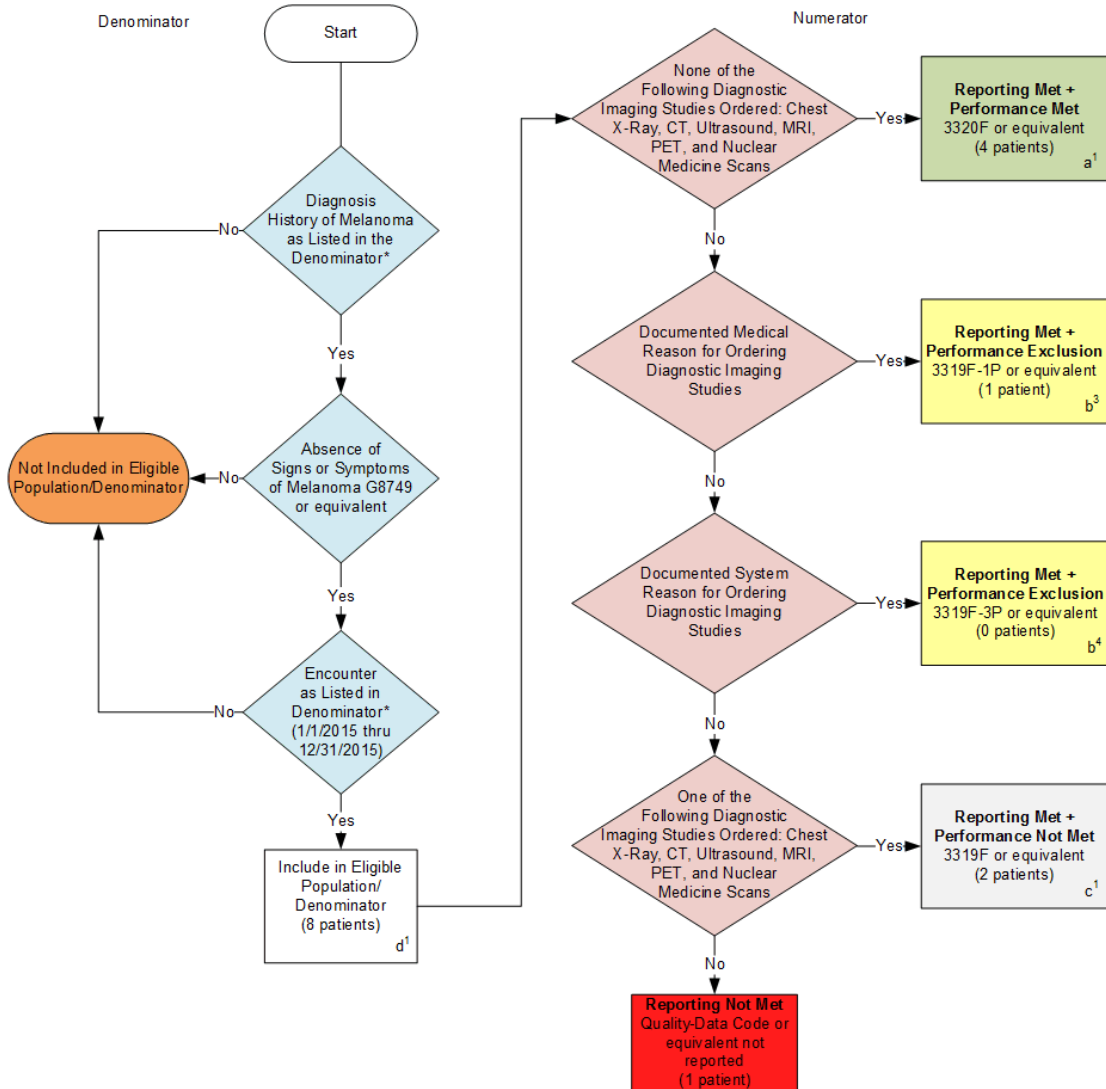 Denominator
Start
Diagnosis
History of Melanoma
as Listed in the
Denominator*
No
Yes
Absence of
Signs or Symptoms
of Melanoma G8749
or equivalent
No
Not Included in Eligible
Population/Denominator
Yes
Encounter
as Listed in
Denominator*
(1/1/2015 thru
12/31/2015)
No
Yes
Include in Eligible
Population/
Denominator
(8 patients)
d¹
Numerator
None of the
Following Diagnostic
Imaging Studies Ordered: Chest
X-Ray, CT, Ultrasound, MRI,
PET, and Nuclear
Medicine Scans
Yes
Reporting Met +
Performance Met
3320F or equivalent
(4 patients)
a¹
No
Documented Medical
Reason for Ordering
Diagnostic Imaging
Studies
Yes
Reporting Met +
Performance Exclusion
3319F-1P or equivalent
(1 patient)
b³
No
Documented System
Reason for Ordering
Diagnostic Imaging
Studies
Yes
Reporting Met +
Performance Exclusion
3319F-3P or equivalent
(0 patients)
b⁴
No
One of the
Following Diagnostic
Imaging Studies Ordered: Chest
X-Ray, CT, Ultrasound, MRI,
PET, and Nuclear
Medicine Scans
Yes
Reporting Met +
Performance Not Met
3319F or equivalent
(2 patients)
c¹
No
Reporting Not Met
Quality-Data Code or
equivalent not
reported
(1 patient)